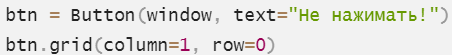 btn = Button(window, text="Не нажимать!")
btn.grid(column=1, row=0)